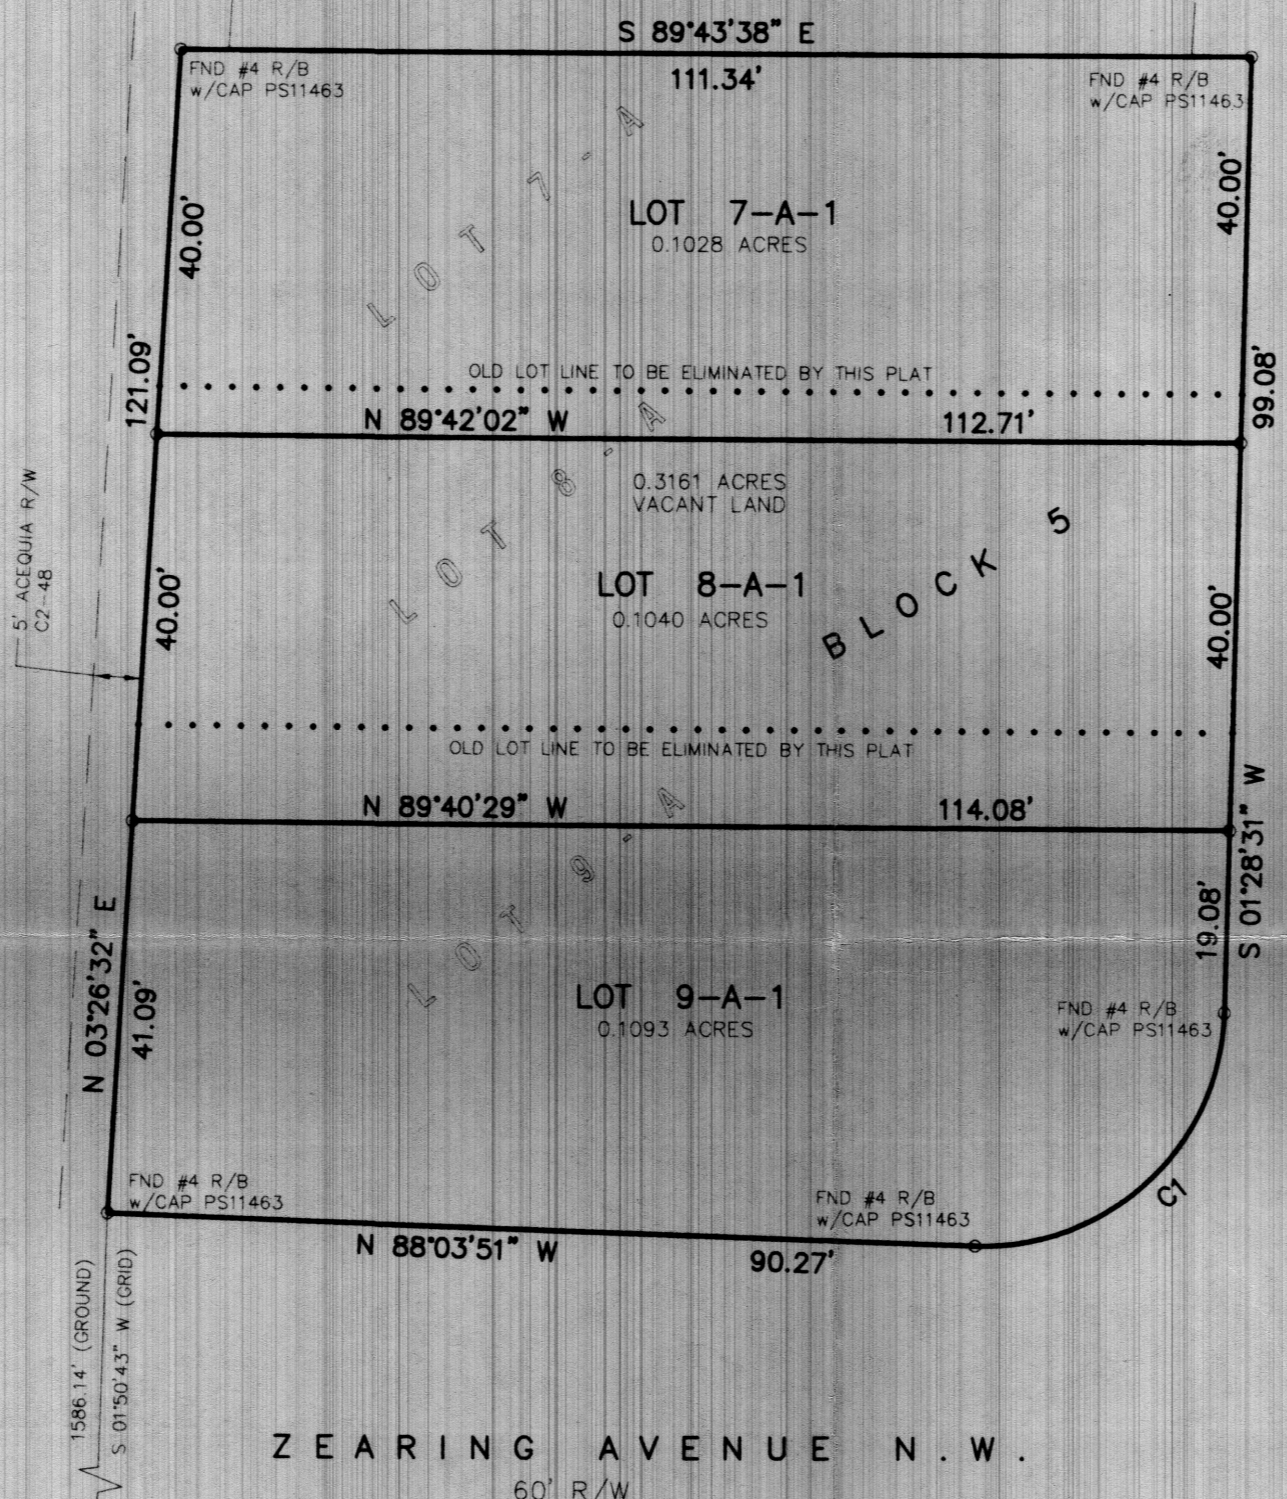 S 89°43'38" E
111.34'
FND #4 R/B
w/CAP PS11463
FND #4 R/B
w/CAP PS11463
LOT 7-A
40.00'
40.00'
LOT 7-A-1
0.1028 ACRES
121.09'
99.08'
OLD LOT LINE TO BE ELIMINATED BY THIS PLAT
N 89°42'02" W
112.71'
0.3161 ACRES
VACANT LAND
LOT 8-A
BLOCK 5
5' ACEQUIA R/W
C2-48
40.00'
40.00'
LOT 8-A-1
0.1040 ACRES
OLD LOT LINE TO BE ELIMINATED BY THIS PLAT
N 89°40'29" W
114.08'
S 01°28'31" W
19.08'
LOT 9-A
N 03°26'32" E
41.09'
LOT 9-A-1
0.1093 ACRES
FND #4 R/B
w/CAP PS11463
FND #4 R/B
w/CAP PS11463
FND #4 R/B
w/CAP PS11463
C1
N 88°03'51" W
90.27'
1586.14' (GROUND)
S 01°50'43" W (GRID)
ZEARING AVENUE N.W.
60' R/W